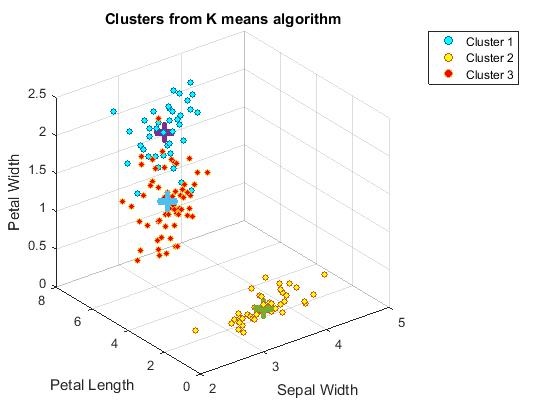 Clusters from K means algorithm
Cluster 1
Cluster 2
Cluster 3
2.5
2
1.5
1
0.5
0
Petal Width
8
6
4
2
0
Petal Length
2
3
4
5
Sepal Width